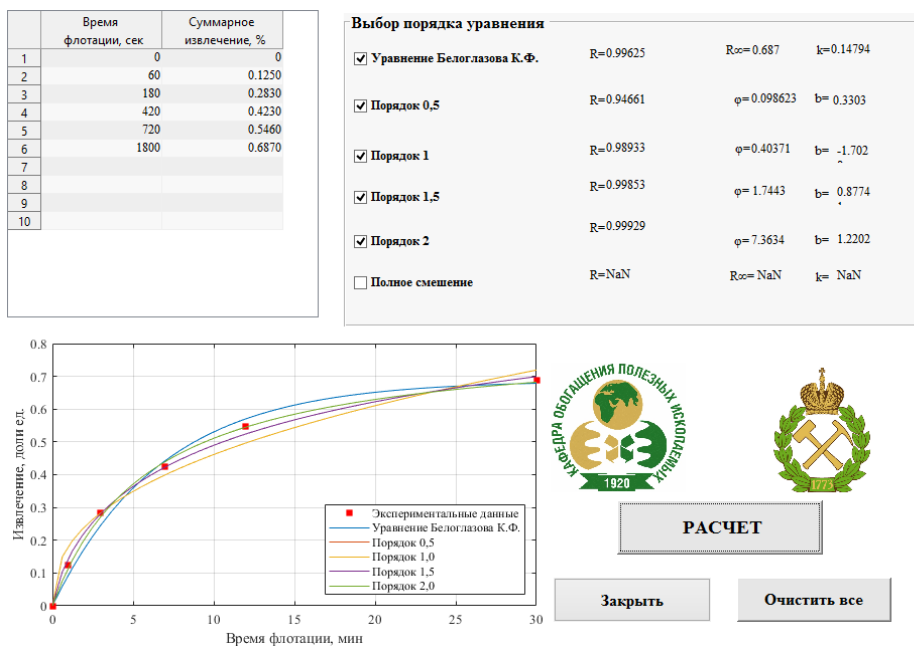 Время флотации, сек
Суммарное извлечение, %
1 0 0
2 60 0.1250
3 180 0.2830
4 420 0.4230
5 720 0.5460
6 1800 0.6870
7
8
9
10
Выбор порядка уравнения
Уравнение Белоглазова К.Ф. R=0.99625 R∞=0.687 k=0.14794
Порядок 0,5 R=0.94661 φ=0.098623 b= 0.3303
Порядок 1 R=0.98933 φ=0.40371 b= -1.702
Порядок 1,5 R=0.99853 φ= 1.7443 b= 0.8774
Порядок 2 R=0.99929 φ= 7.3634 b= 1.2202
Полное смешение R=NaN R∞= NaN k= NaN
0.8
0.7
0.6
0.5
0.4
0.3
0.2
0.1
0
Извлечение, доли ед.
Экспериментальные данные
Уравнение Белоглазова К.Ф.
Порядок 0,5
Порядок 1,0
Порядок 1,5
Порядок 2,0
0 5 10 15 20 25 30
Время флотации, мин
КАФЕДРА ОБОГАЩЕНИЯ ПОЛЕЗНЫХ ИСКОПАЕМЫХ
1920
1773
РАСЧЕТ
Закрыть
Очистить все